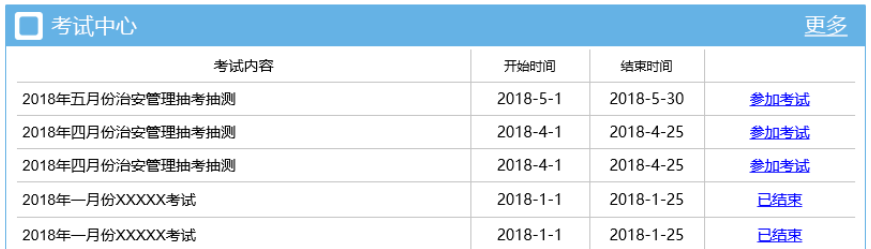 考试中心 更多
考试内容 开始时间 结束时间
2018年五月份治安管理抽考抽测 2018-5-1 2018-5-30 参加考试
2018年四月份治安管理抽考抽测 2018-4-1 2018-4-25 参加考试
2018年四月份治安管理抽考抽测 2018-4-1 2018-4-25 参加考试
2018年一月份XXXXX考试 2018-1-1 2018-1-25 已结束
2018年一月份XXXXX考试 2018-1-1 2018-1-25 已结束